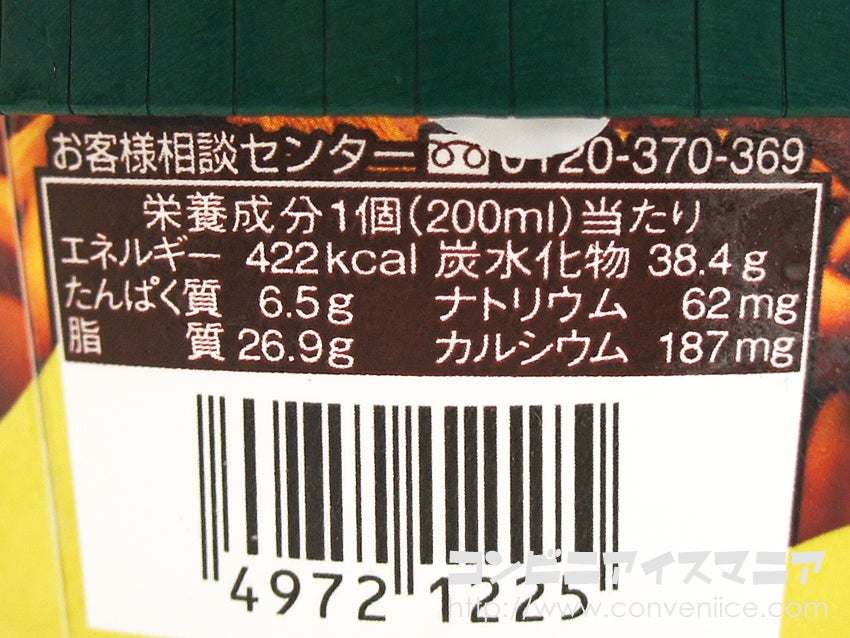 お客様相談センター 0120-370-369
栄養成分1個(200ml)当たり
エネルギー 422kcal 炭水化物 38.4g
たんぱく質 6.5g ナトリウム 62mg
脂 質 26.9g カルシウム 187mg
4972 1225
コンビニアイスマニア
http://www.conveniice.com/